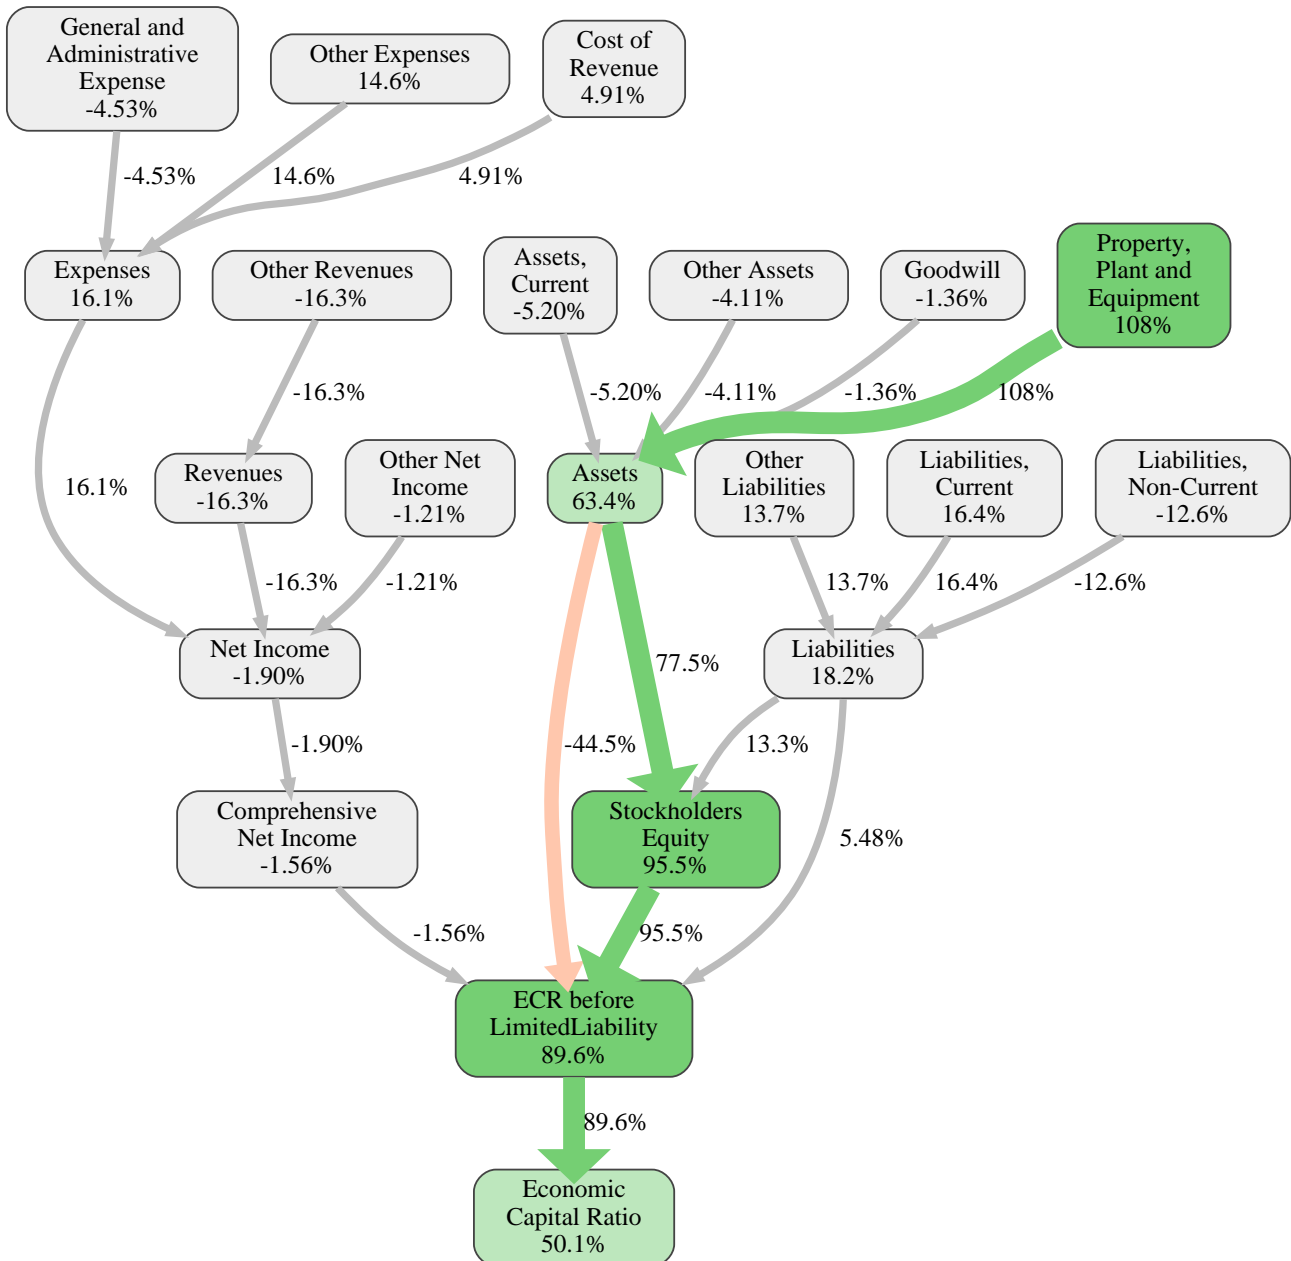 General and
Administrative
Expense
-4.53%
Other Expenses
14.6%
Cost of
Revenue
4.91%
-4.53%
14.6%
4.91%
Expenses
16.1%
Other Revenues
-16.3%
Assets,
Current
-5.20%
Other Assets
-4.11%
Goodwill
-1.36%
Property,
Plant and
Equipment
108%
-16.3%
-5.20%
-4.11%
-1.36%
108%
16.1%
Revenues
-16.3%
Other Net
Income
-1.21%
Assets
63.4%
Other
Liabilities
13.7%
Liabilities,
Current
16.4%
Liabilities,
Non-Current
-12.6%
-16.3%
-1.21%
13.7%
16.4%
-12.6%
Net Income
-1.90%
77.5%
Liabilities
18.2%
-1.90%
-44.5%
13.3%
Comprehensive
Net Income
-1.56%
Stockholders
Equity
95.5%
5.48%
-1.56%
95.5%
ECR before
LimitedLiability
89.6%
89.6%
Economic
Capital Ratio
50.1%